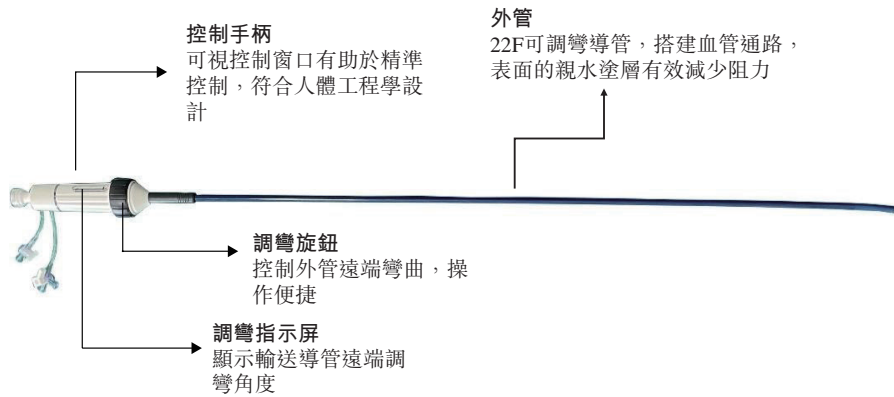 控制手柄
可視控制窗口有助於精準
控制，符合人體工程學設
計
外管
22F可調彎導管，搭建血管通路，
表面的親水塗層有效減少阻力
調彎旋鈕
控制外管遠端彎曲，操
作便捷
調彎指示屏
顯示輸送導管遠端調
彎角度